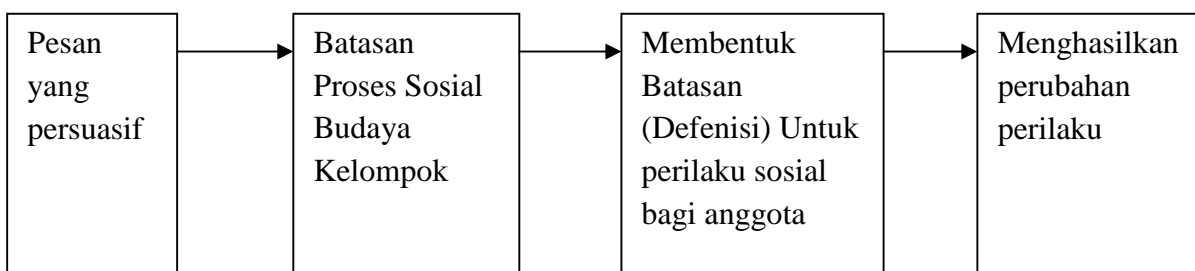 Pesan
yang
persuasif
Batasan
Proses Sosial
Budaya
Kelompok
Membentuk
Batasan
(Defenisi) Untuk
perilaku sosial
bagi anggota
Menghasilkan
perubahan
perilaku